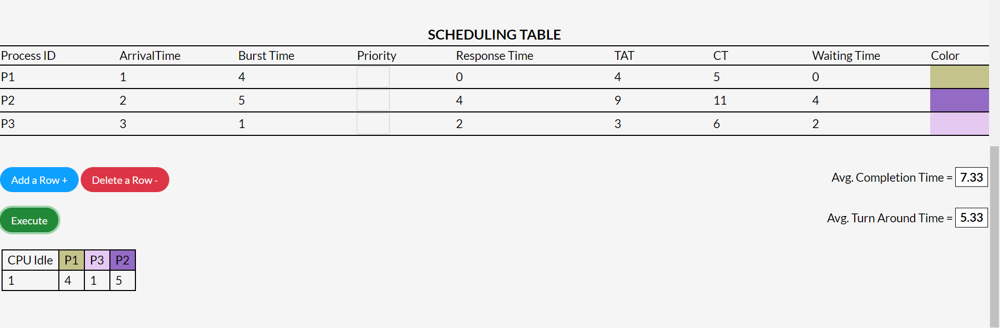 SCHEDULING TABLE
Process ID ArrivalTime Burst Time Priority Response Time TAT CT Waiting Time Color
P1 1 4 0 4 5 0
P2 2 5 4 9 11 4
P3 3 1 2 3 6 2
Add a Row + Delete a Row - Avg. Completion Time = 7.33
Execute Avg. Turn Around Time = 5.33
CPU Idle P1 P3 P2
1 4 1 5